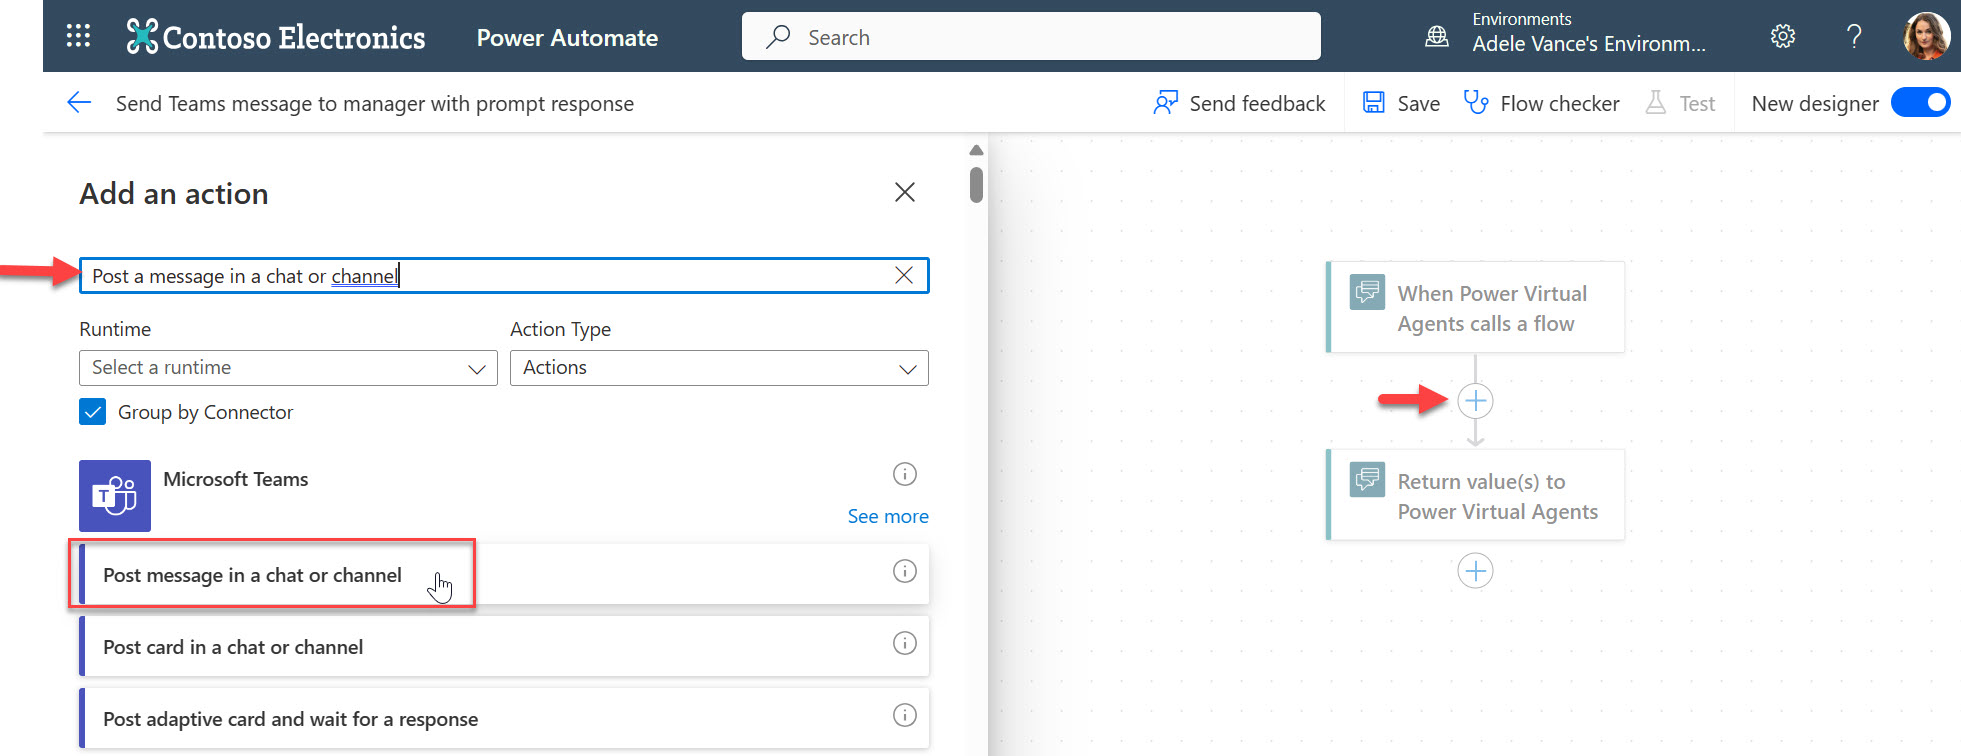 Contoso Electronics
Power Automate
Search
Environments
Adele Vance's Environm...
Send Teams message to manager with prompt response
Send feedback
Save
Flow checker
Test
New designer
Add an action
Post a message in a chat or channel
Runtime
Action Type
Select a runtime
Actions
Group by Connector
T
Microsoft Teams
See more
Post message in a chat or channel
Post card in a chat or channel
Post adaptive card and wait for a response
When Power Virtual
Agents calls a flow
Return value(s) to
Power Virtual Agents